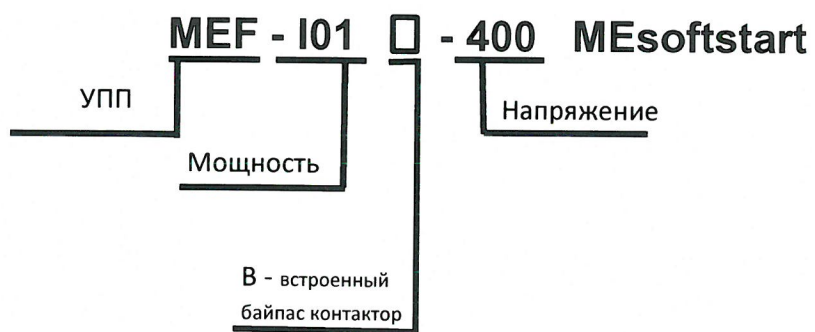 MEF - I01 □ - 400 MEsoftstart
УПП
Напряжение
Мощность
В - встроенный
байпас контактор